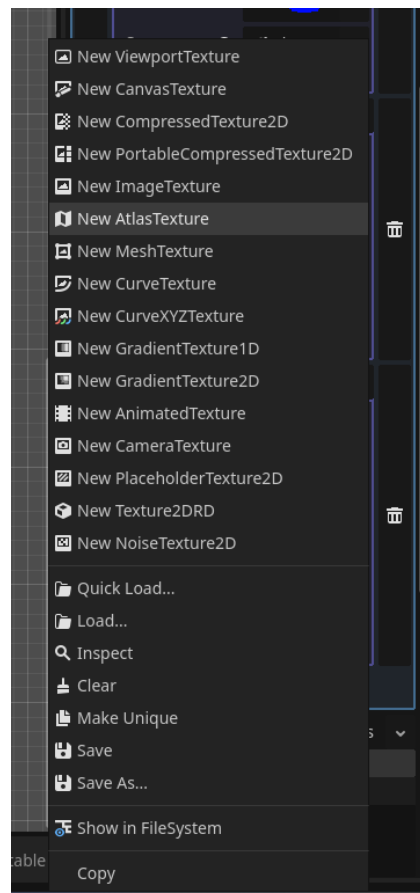 New ViewportTexture
New CanvasTexture
New CompressedTexture2D
New PortableCompressedTexture2D
New ImageTexture
New AtlasTexture
New MeshTexture
New CurveTexture
New CurveXYZTexture
New GradientTexture1D
New GradientTexture2D
New AnimatedTexture
New CameraTexture
New PlaceholderTexture2D
New Texture2DRD
New NoiseTexture2D
Quick Load...
Load...
Inspect
Clear
Make Unique
s
Save
Save As...
Show in FileSystem
table
Copy